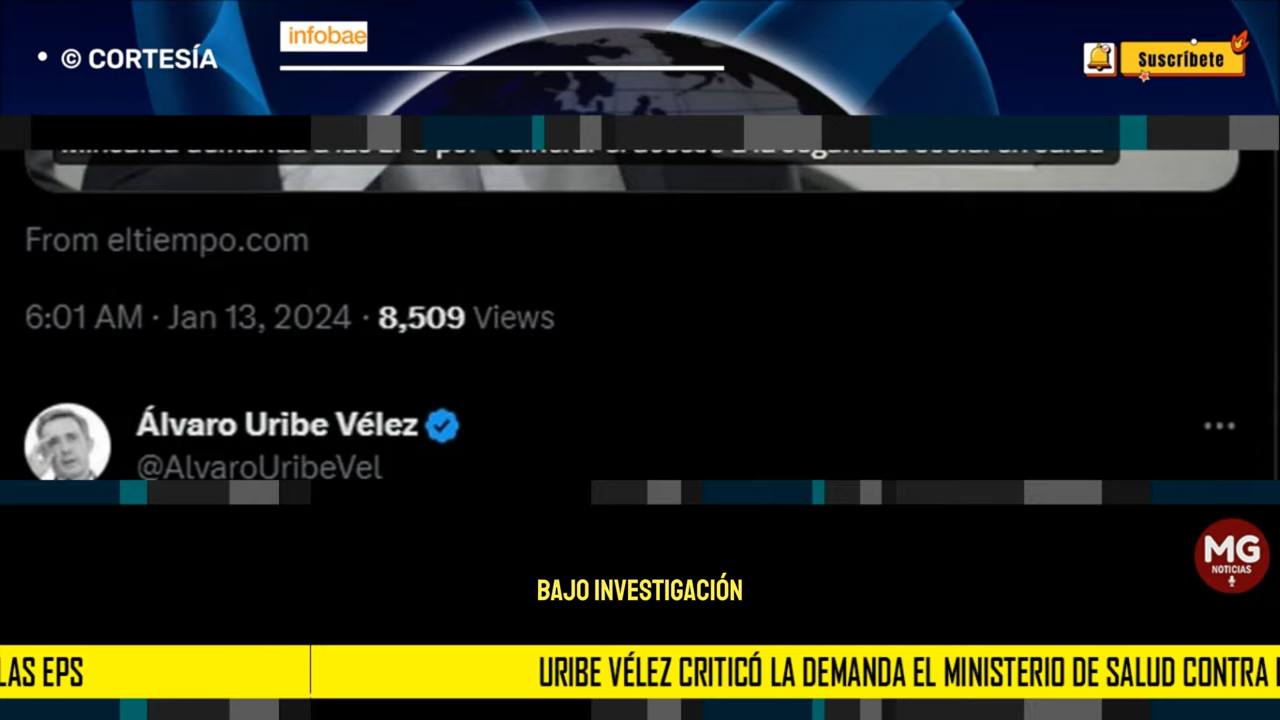 • © CORTESÍA
infobae
Suscríbete
From eltiempo.com
6:01 AM · Jan 13, 2024 · 8,509 Views
Álvaro Uribe Vélez
@AlvaroUribeVel
MG
NOTICIAS
BAJO INVESTIGACIÓN
LAS EPS URIBE VÉLEZ CRITICÓ LA DEMANDA EL MINISTERIO DE SALUD CONTRA